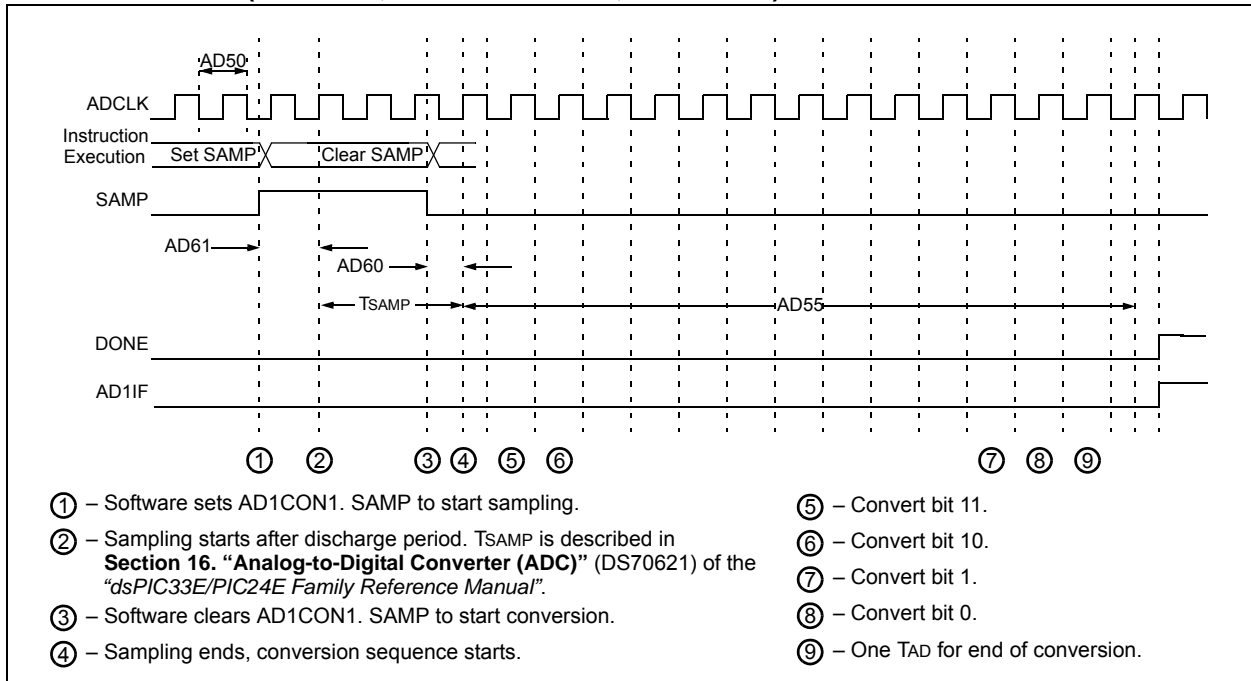 AD50
ADCLK
Instruction
Execution
Set SAMP
Clear SAMP
SAMP
AD61
AD60
TSAMP
AD55
DONE
AD1IF
1 2 3 4 5 6 7 8 9
1 – Software sets AD1CON1. SAMP to start sampling.
2 – Sampling starts after discharge period. TSAMP is described in
Section 16. “Analog-to-Digital Converter (ADC)” (DS70621) of the
“dsPIC33E/PIC24E Family Reference Manual”.
3 – Software clears AD1CON1. SAMP to start conversion.
4 – Sampling ends, conversion sequence starts.
5 – Convert bit 11.
6 – Convert bit 10.
7 – Convert bit 1.
8 – Convert bit 0.
9 – One TAD for end of conversion.